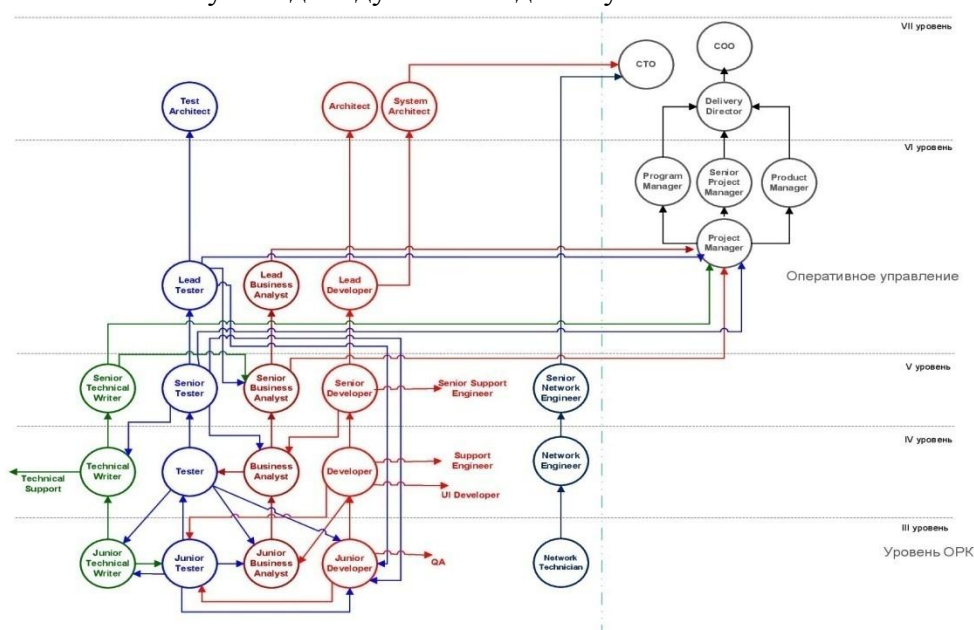 VII уровень
COO
CTO
Test
Architect
Architect
System
Architect
Delivery
Director
VI уровень
Program
Manager
Senior
Project
Manager
Product
Manager
Project
Manager
Lead
Tester
Lead
Business
Analyst
Lead
Developer
Оперативное управление
V уровень
Senior
Technical
Writer
Senior
Tester
Senior
Business
Analyst
Senior
Developer
Senior Support
Engineer
Senior
Network
Engineer
IV уровень
Technical
Support
Technical
Writer
Tester
Business
Analyst
Developer
Support
Engineer
UI Developer
Network
Engineer
III уровень
Уровень ОРК
Junior
Technical
Writer
Junior
Tester
Junior
Business
Analyst
Junior
Developer
QA
Network
Technician